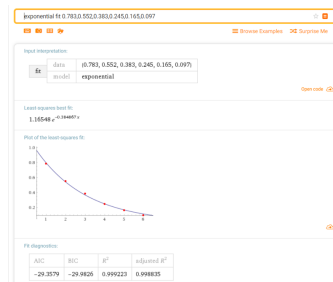 exponential fit 0.783,0.552,0.383,0.245,0.165,0.097
Browse Examples Surprise Me
Input interpretation:
fit
data {0.783, 0.552, 0.383, 0.245, 0.165, 0.097}
model exponential
Open code
Least-squares best fit:
Plot of the least-squares fit:
1.0
0.8
0.6
0.4
0.2
1 2 3 4 5 6
Fit diagnostics:
AIC BIC R² adjusted R²
-29.3579 -29.9826 0.999223 0.998835